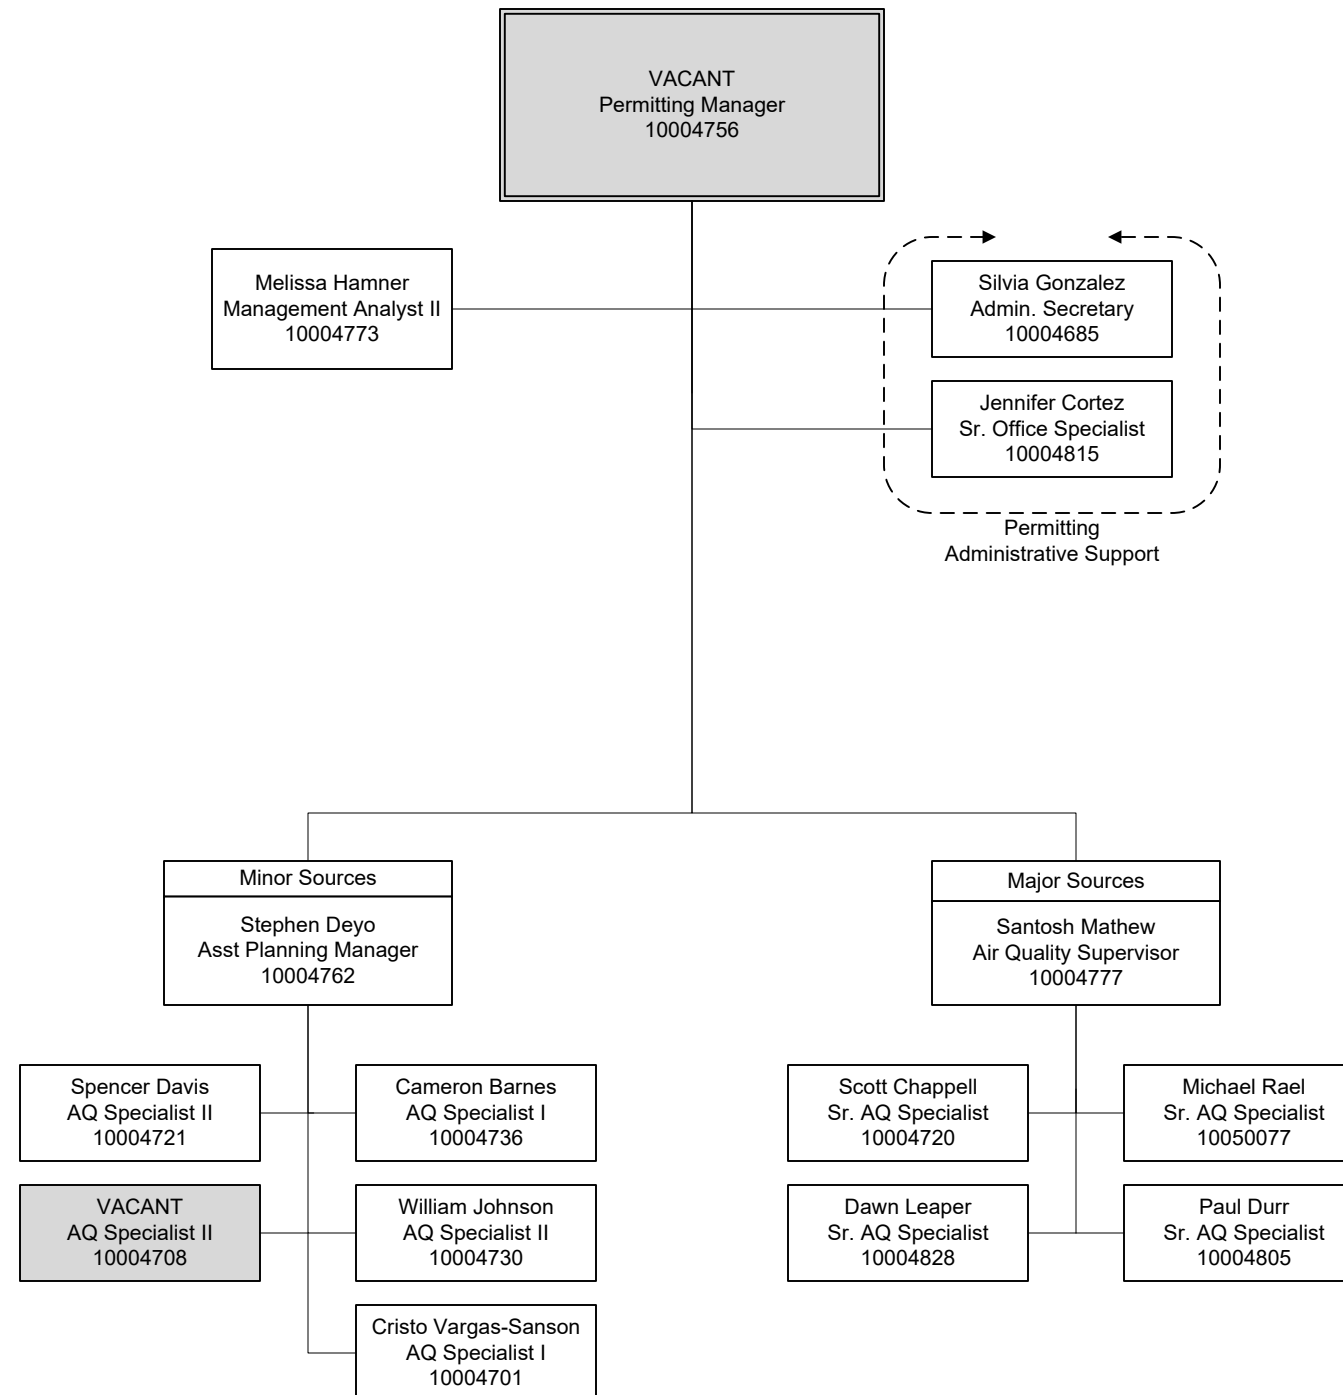 VACANT
Permitting Manager
10004756
Melissa Hamner
Management Analyst II
10004773
Silvia Gonzalez
Admin. Secretary
10004685
Jennifer Cortez
Sr. Office Specialist
10004815
Permitting
Administrative Support
Minor Sources
Stephen Deyo
Asst Planning Manager
10004762
Major Sources
Santosh Mathew
Air Quality Supervisor
10004777
Spencer Davis
AQ Specialist II
10004721
Cameron Barnes
AQ Specialist I
10004736
VACANT
AQ Specialist II
10004708
William Johnson
AQ Specialist II
10004730
Cristo Vargas-Sanson
AQ Specialist I
10004701
Scott Chappell
Sr. AQ Specialist
10004720
Michael Rael
Sr. AQ Specialist
10050077
Dawn Leaper
Sr. AQ Specialist
10004828
Paul Durr
Sr. AQ Specialist
10004805